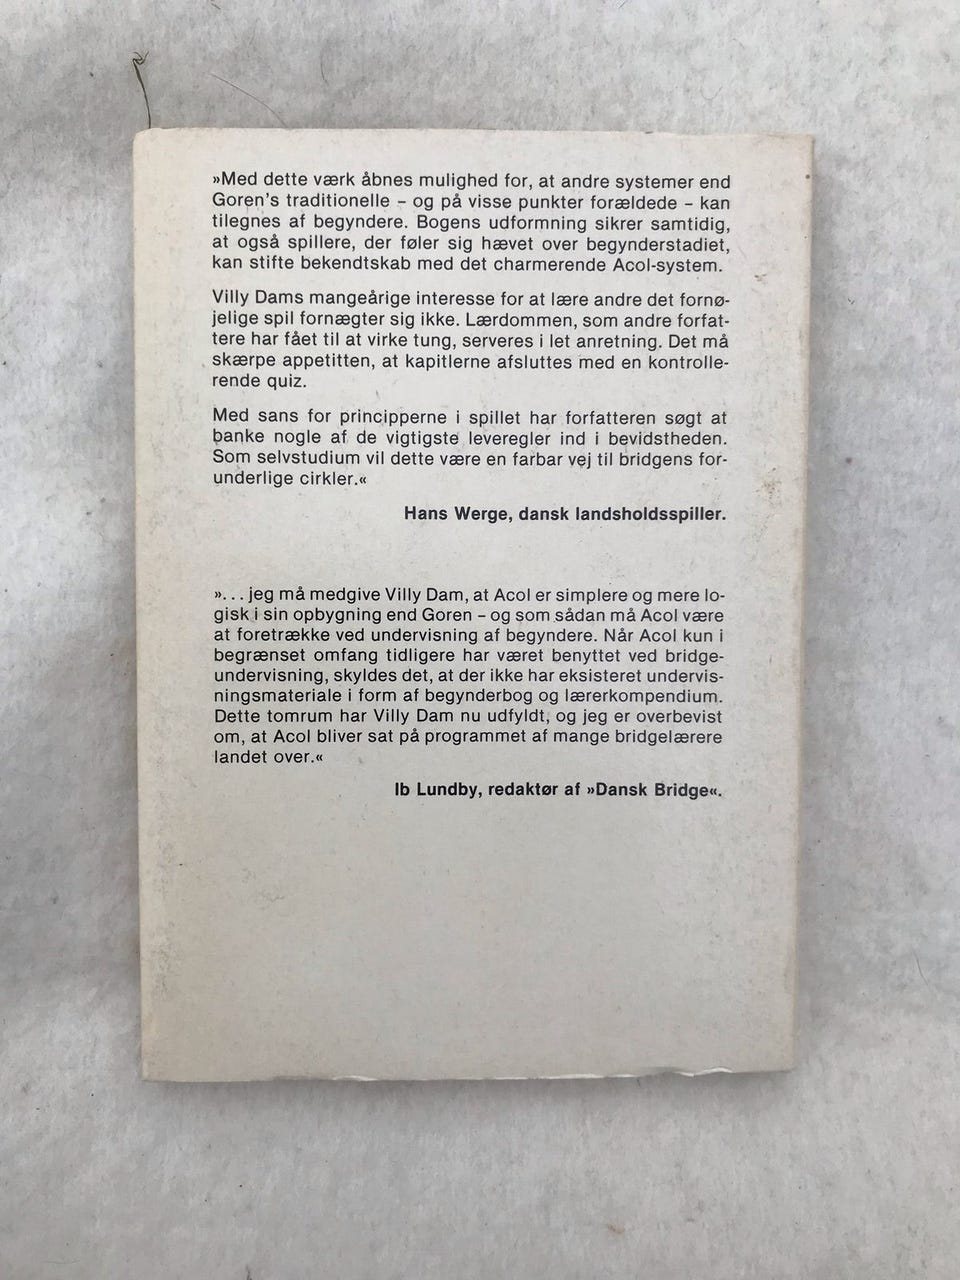 »Med dette værk åbnes mulighed for, at andre systemer end
Goren's traditionelle – og på visse punkter forældede – kan
tilegnes af begyndere. Bogens udformning sikrer samtidig,
at også spillere, der føler sig hævet over begynderstadiet,
kan stifte bekendtskab med det charmerende Acol-system.
Villy Dams mangeårige interesse for at lære andre det fornø-
jelige spil fornægter sig ikke. Lærdommen, som andre forfat-
tere har fået til at virke tung, serveres i let anretning. Det må
skærpe appetitten, at kapitlerne afsluttes med en kontrolle-
rende quiz.
Med sans for principperne i spillet har forfatteren søgt at
banke nogle af de vigtigste leveregler ind i bevidstheden.
Som selvstudium vil dette være en farbar vej til bridgens for-
underlige cirkler.«
Hans Werge, dansk landsholdsspiller.
»... jeg må medgive Villy Dam, at Acol er simplere og mere lo-
gisk i sin opbygning end Goren – og som sådan må Acol være
at foretrække ved undervisning af begyndere. Når Acol kun i
begrænset omfang tidligere har været benyttet ved bridge-
undervisning, skyldes det, at der ikke har eksisteret undervis-
ningsmateriale i form af begynderbog og lærerkompendium.
Dette tomrum har Villy Dam nu udfyldt, og jeg er overbevist
om, at Acol bliver sat på programmet af mange bridgelærere
landet over.«
Ib Lundby, redaktør af »Dansk Bridge«.